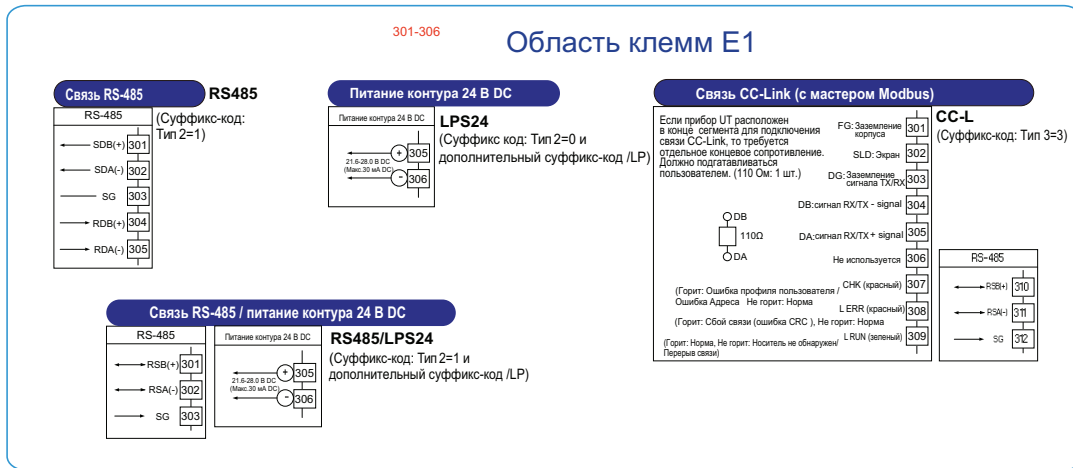 301-306
Область клемм E1
Связь RS-485
RS485
(Суффикс-код:
Тип 2=1)
RS-485
SDB(+) 301
SDA(-) 302
SG 303
RDB(+) 304
RDA(-) 305
Питание контура 24 В DC
Питание контура 24 В DC
LPS24
(Суффикс код: Тип 2=0 и
дополнительный суффикс-код /LP)
21.6-28.0 В DC
(Макс.30 мА DC)
+ 305
- 306
Связь CC-Link (с мастером Modbus)
CC-L
(Суффикс-код: Тип 3=3)
Если прибор UT расположен
в конце сегмента для подключения
связи CC-Link, то требуется
отдельное концевое сопротивление.
Должно подгатавливаться
пользователем. (110 Ом: 1 шт.)
DB
110Ω
DA
FG: Заземление
корпуса
301
SLD: Экран 302
DG: Заземление
сигнала TX/RX
303
DB:сигнал RX/TX - signal 304
DA:сигнал RX/TX + signal 305
Не используется 306
CHK (красный) 307
(Горит: Ошибка профиля пользователя /
Ошибка Адреса Не горит: Норма
L ERR (красный) 308
(Горит: Сбой связи (ошибка CRC ), Не горит: Норма
L RUN (зеленый) 309
(Горит: Норма, Не горит: Носитель не обнаружен/
Перерыв связи)
RS-485
RSB(+) 310
RSA(-) 311
SG 312
Связь RS-485 / питание контура 24 В DC
RS-485
RSB(+) 301
RSA(-) 302
SG 303
Питание контура 24 В DC
21.6-28.0 В DC
(Макс.30 мА DC)
+ 305
- 306
RS485/LPS24
(Суффикс-код: Тип 2=1 и
дополнительный суффикс-код /LP)